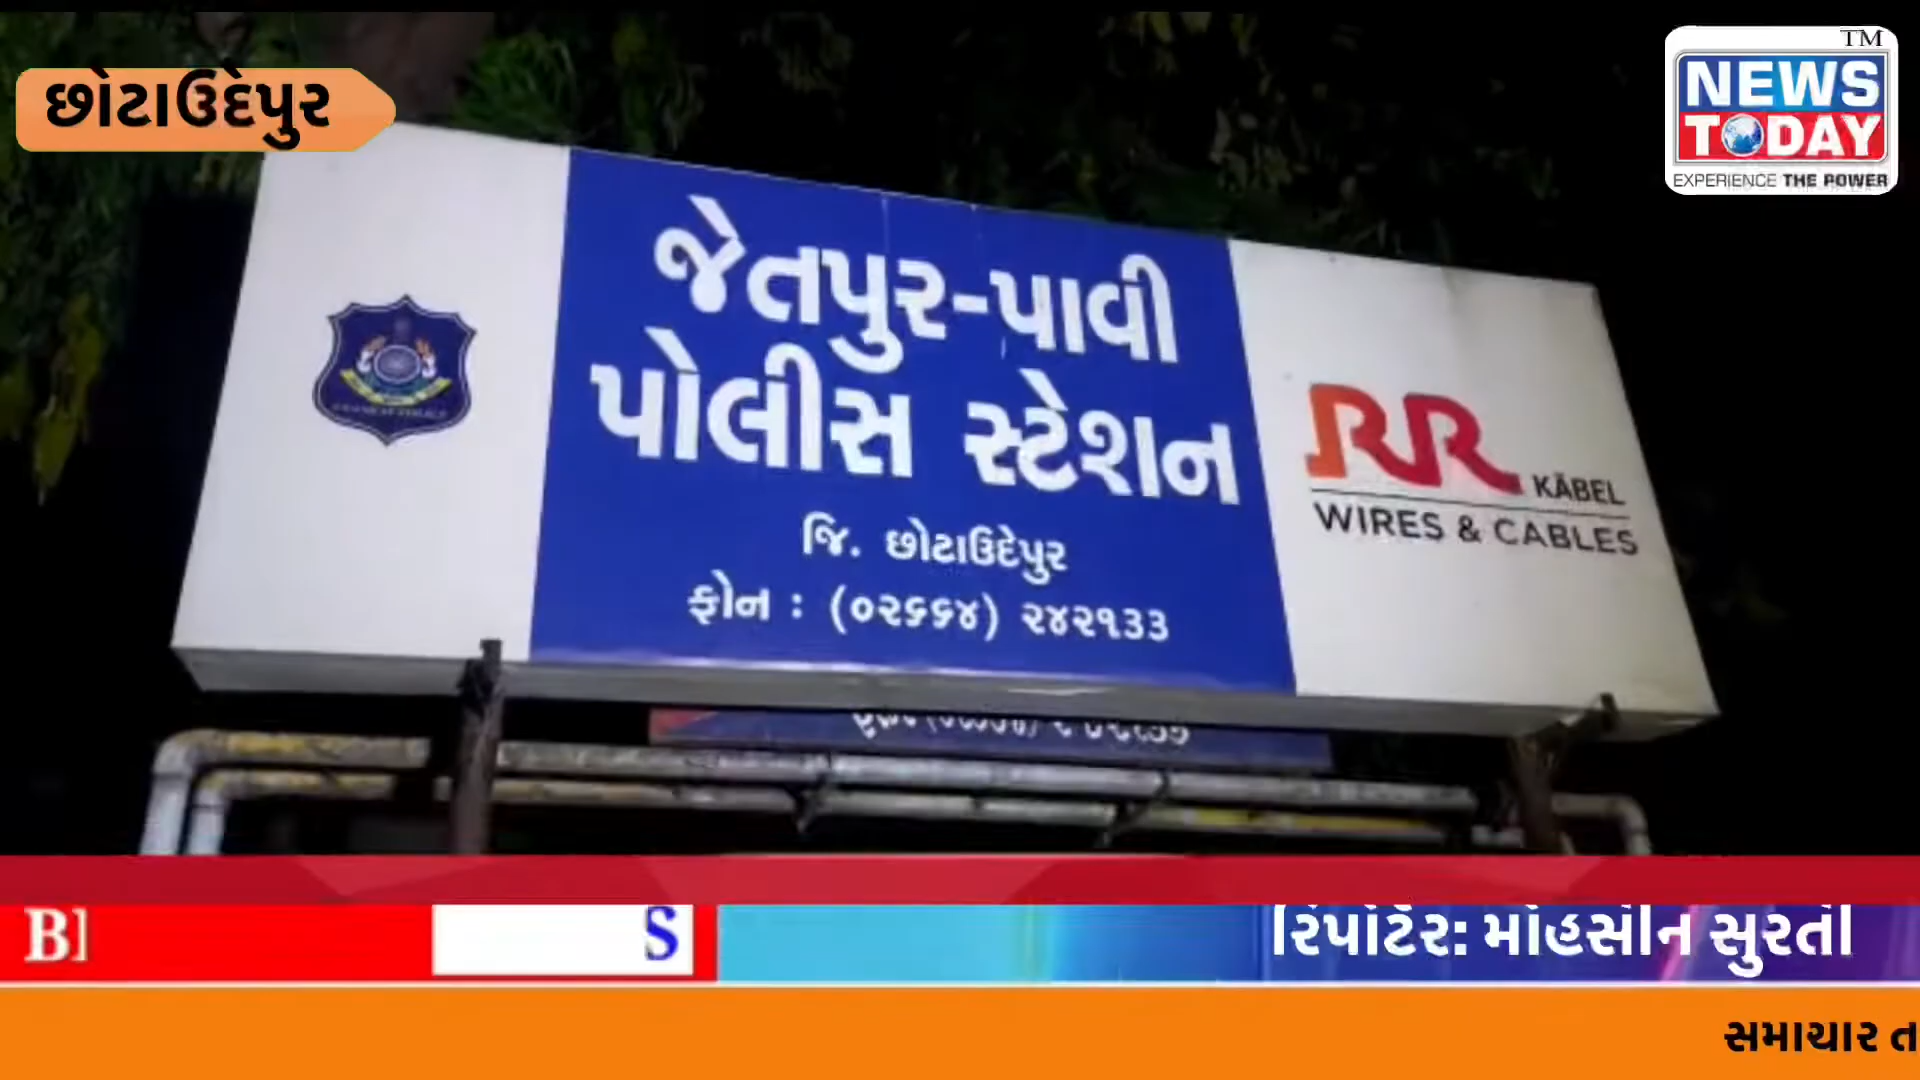 છોટાઉદેપુર
TM
NEWS
TODAY
EXPERIENCE THE POWER
જેતપુર-પાવી
પોલીસ સ્ટેશન
જિ. છોટાઉદેપુર
ફોન : (૦૨૬૬૪) ૨૪૨૧૩૩
RR KĀBEL
WIRES & CABLES
રિપોર્ટર: મોહસીન સુરતી
સમાચાર ત